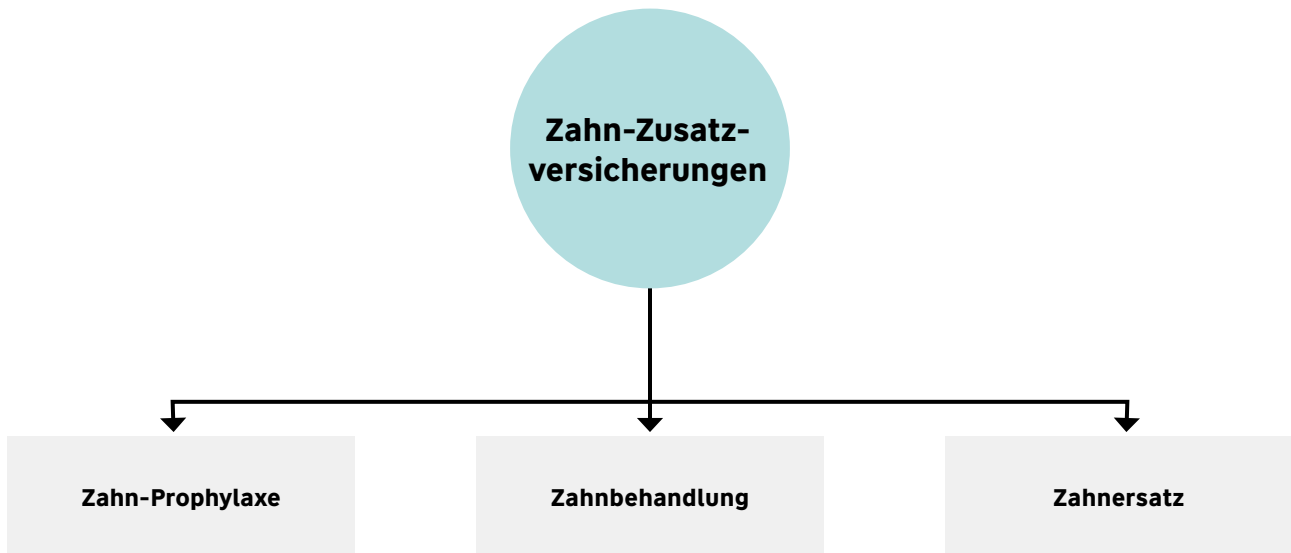 Zahn-Zusatz-
versicherungen
Zahn-Prophylaxe
Zahnbehandlung
Zahnersatz